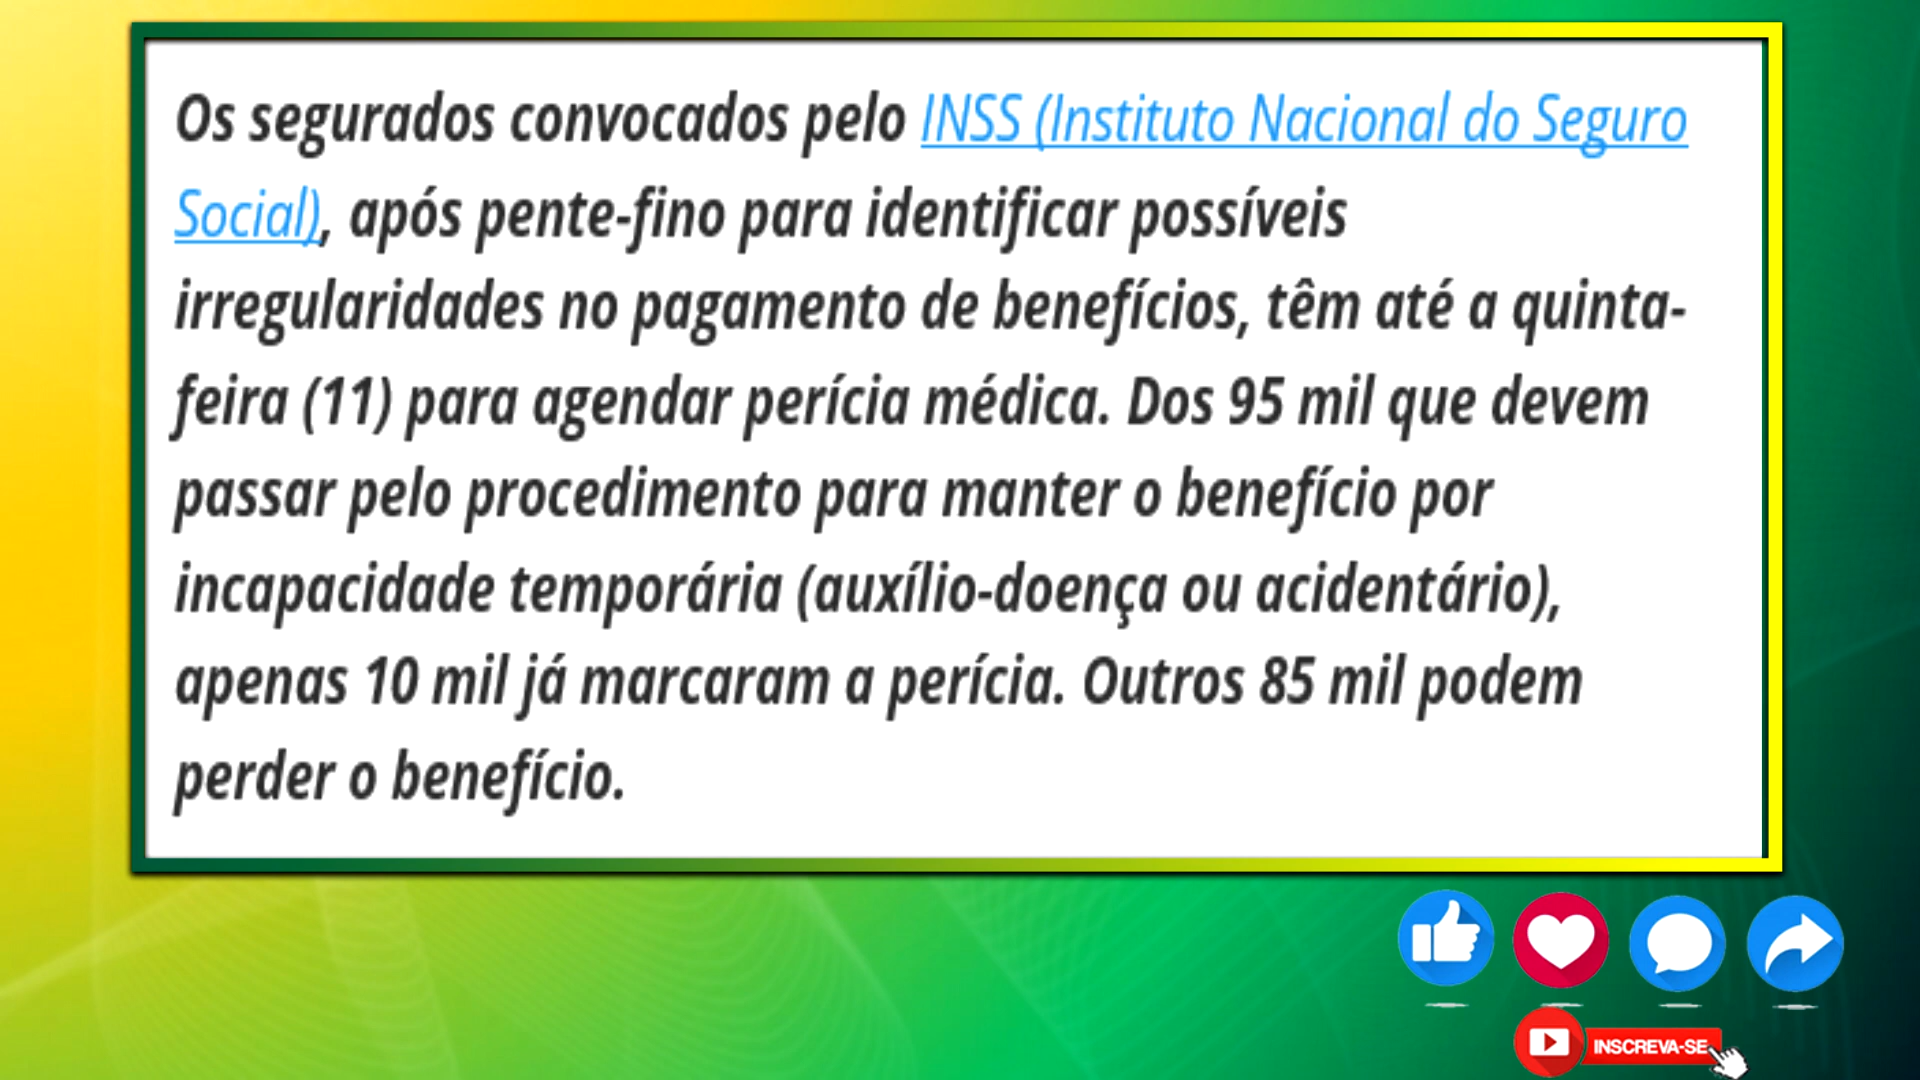 Os segurados convocados pelo INSS (Instituto Nacional do Seguro
Social), após pente-fino para identificar possíveis
irregularidades no pagamento de benefícios, têm até a quinta-
feira (11) para agendar perícia médica. Dos 95 mil que devem
passar pelo procedimento para manter o benefício por
incapacidade temporária (auxílio-doença ou acidentário),
apenas 10 mil já marcaram a perícia. Outros 85 mil podem
perder o benefício.
INSCREVA-SE